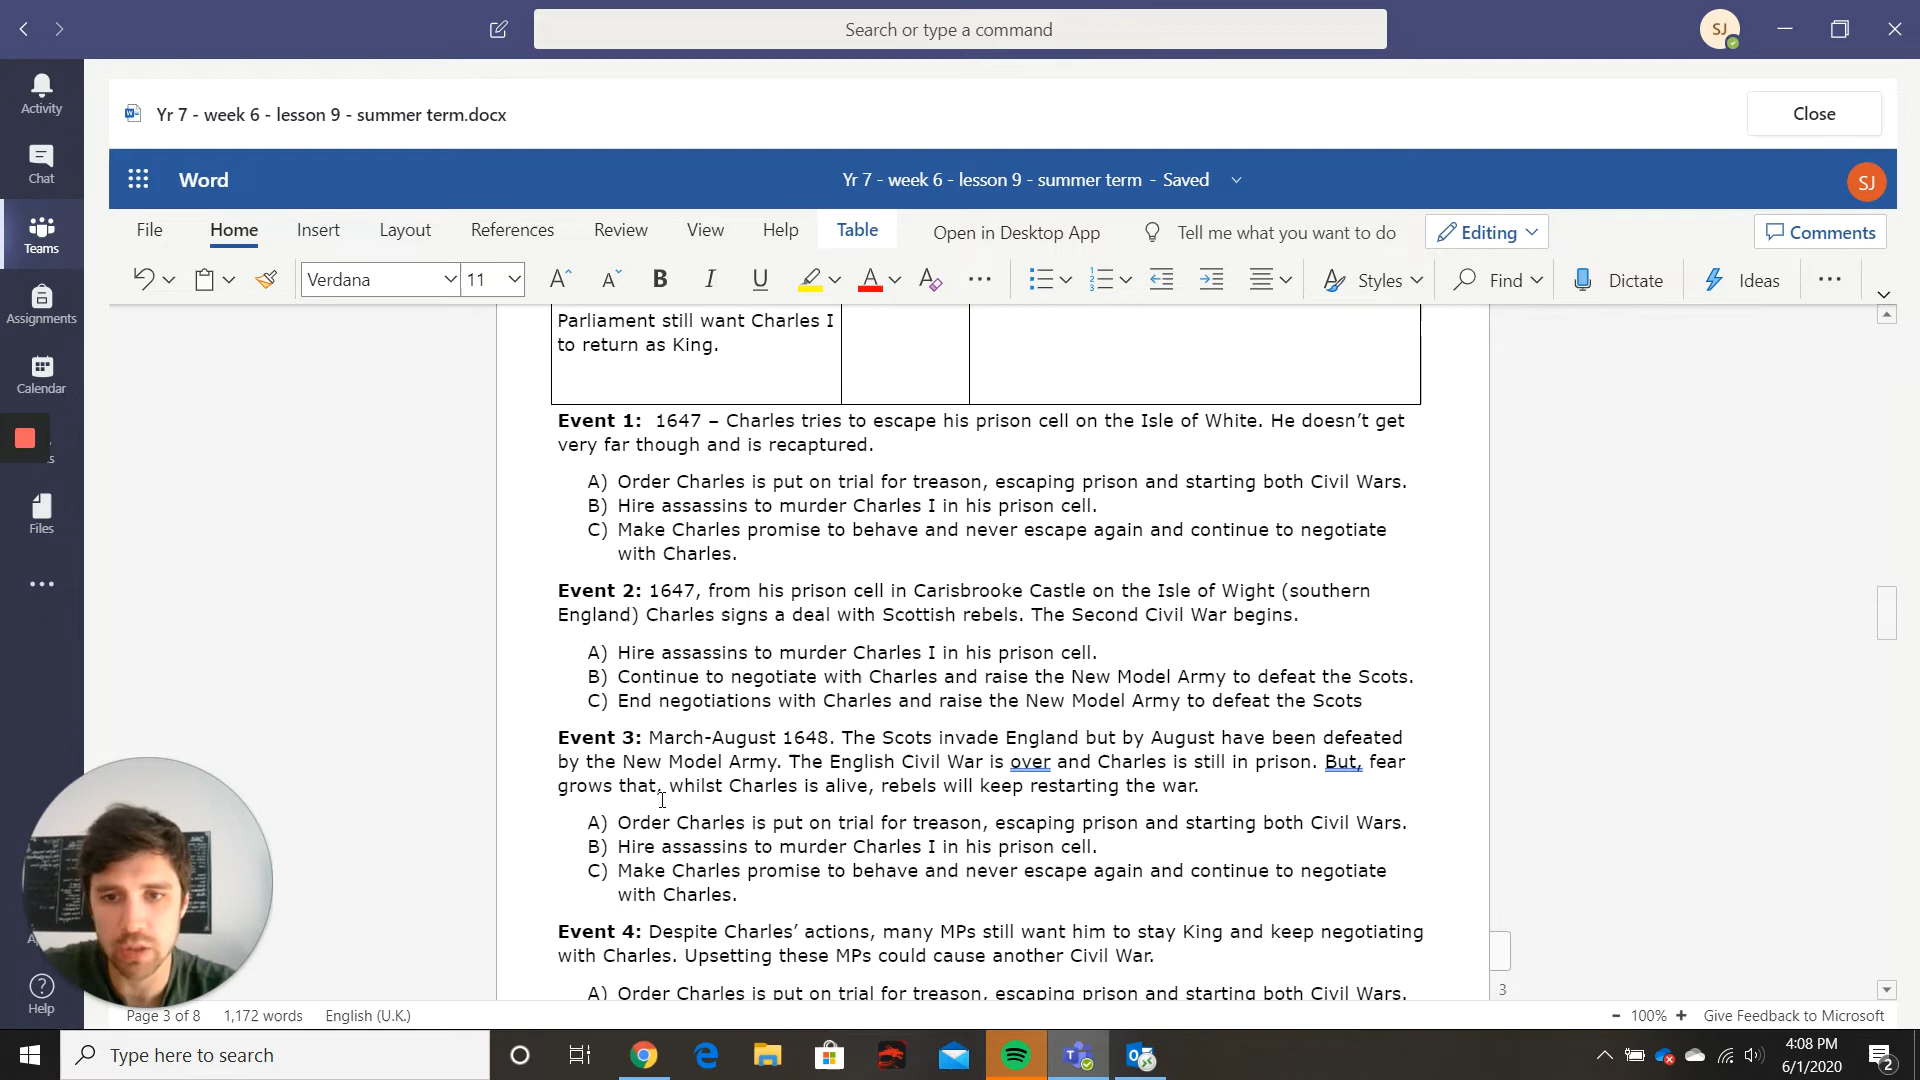 Search or type a command
SJ
Activity
Chat
Teams
Assignments
Calendar
Files
Help
Yr 7 - week 6 - lesson 9 - summer term.docx
Close
Word
Yr 7 - week 6 - lesson 9 - summer term - Saved
SJ
File Home Insert Layout References Review View Help Table Open in Desktop App Tell me what you want to do Editing Comments
Verdana 11 A A B I U A A Styles Find Dictate Ideas
Parliament still want Charles I
to return as King.
Event 1: 1647 – Charles tries to escape his prison cell on the Isle of White. He doesn’t get
very far though and is recaptured.
A) Order Charles is put on trial for treason, escaping prison and starting both Civil Wars.
B) Hire assassins to murder Charles I in his prison cell.
C) Make Charles promise to behave and never escape again and continue to negotiate
with Charles.
Event 2: 1647, from his prison cell in Carisbrooke Castle on the Isle of Wight (southern
England) Charles signs a deal with Scottish rebels. The Second Civil War begins.
A) Hire assassins to murder Charles I in his prison cell.
B) Continue to negotiate with Charles and raise the New Model Army to defeat the Scots.
C) End negotiations with Charles and raise the New Model Army to defeat the Scots
Event 3: March-August 1648. The Scots invade England but by August have been defeated
by the New Model Army. The English Civil War is over and Charles is still in prison. But, fear
grows that, whilst Charles is alive, rebels will keep restarting the war.
A) Order Charles is put on trial for treason, escaping prison and starting both Civil Wars.
B) Hire assassins to murder Charles I in his prison cell.
C) Make Charles promise to behave and never escape again and continue to negotiate
with Charles.
Event 4: Despite Charles’ actions, many MPs still want him to stay King and keep negotiating
with Charles. Upsetting these MPs could cause another Civil War.
A) Order Charles is put on trial for treason, escaping prison and starting both Civil Wars.
3
Page 3 of 8 1,172 words English (U.K.) - 100% + Give Feedback to Microsoft
Type here to search
4:08 PM
6/1/2020
2